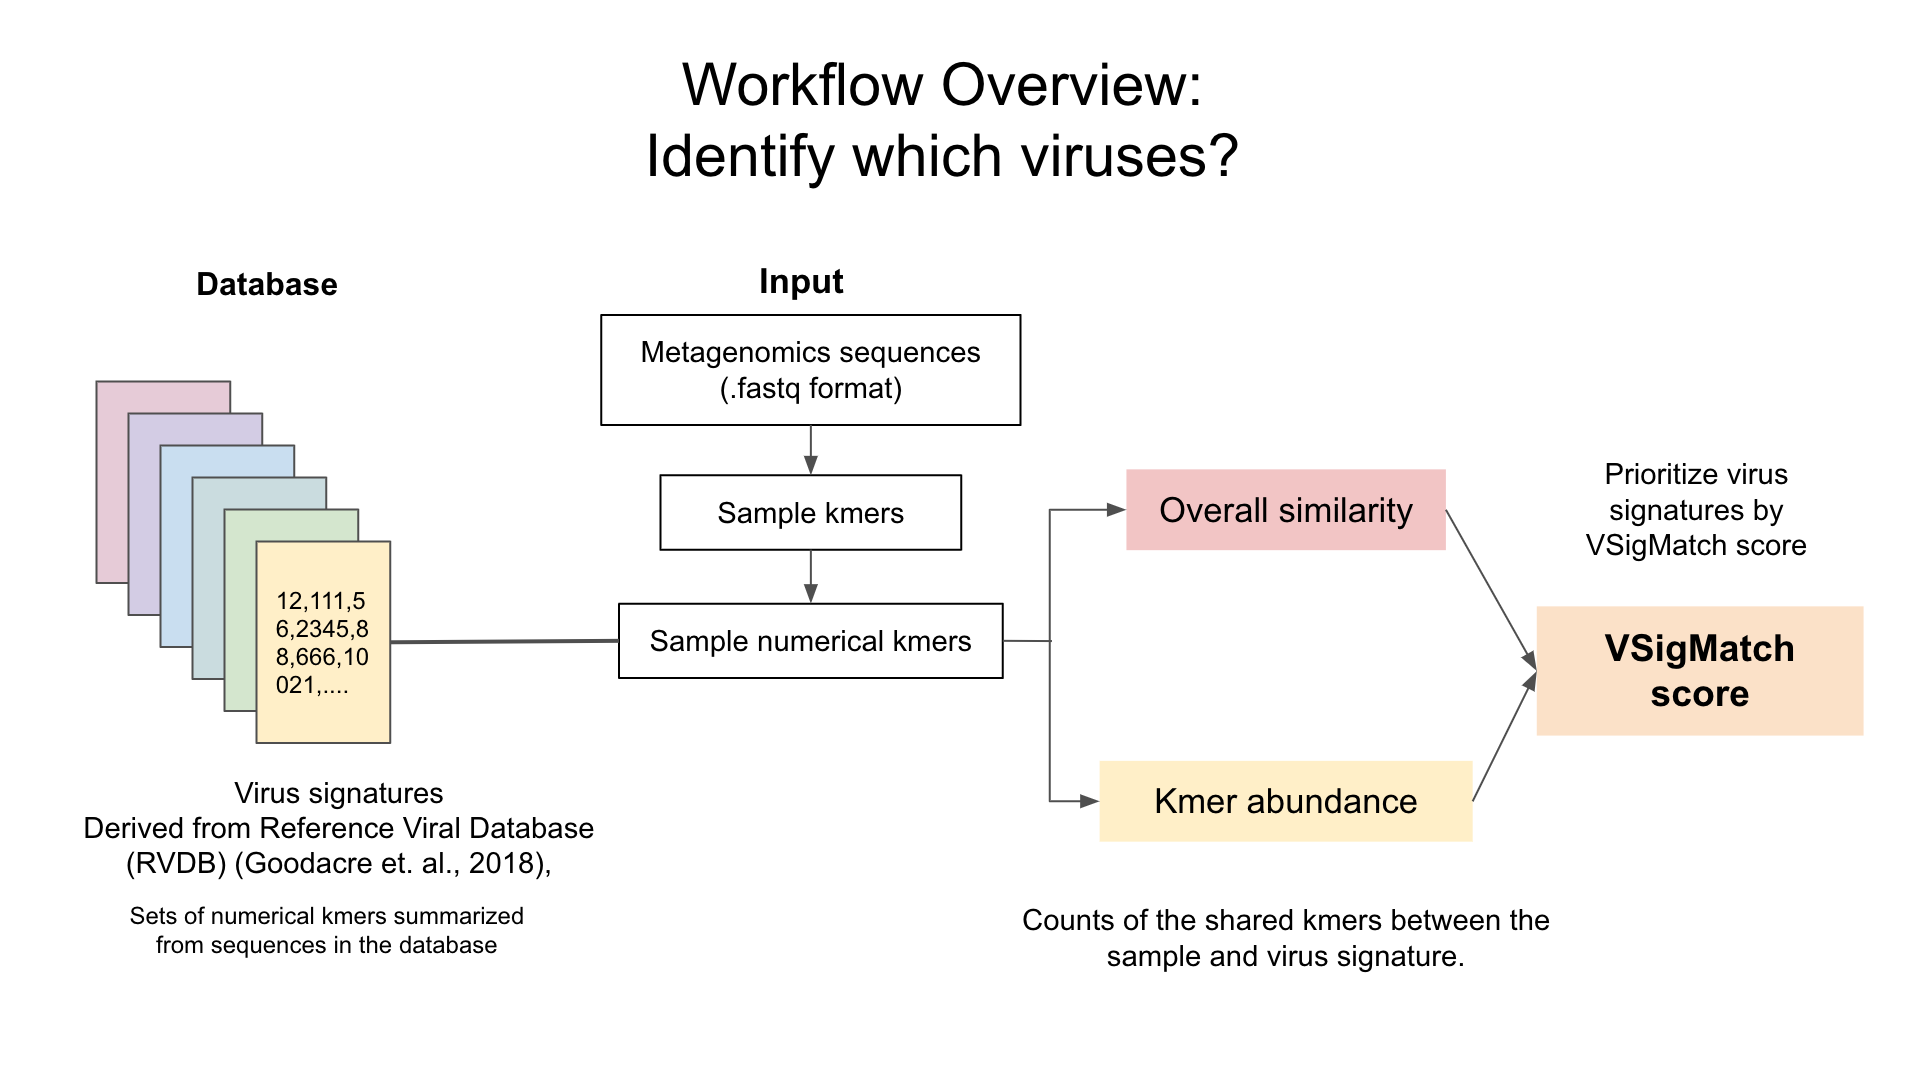 Workflow Overview:
Identify which viruses?
Database
12,111,5
6,2345,8
8,666,10
021,....
Virus signatures
Derived from Reference Viral Database
(RVDB) (Goodacre et. al., 2018),
Sets of numerical kmers summarized
from sequences in the database
Input
Metagenomics sequences
(.fastq format)
Sample kmers
Sample numerical kmers
Overall similarity
Kmer abundance
Counts of the shared kmers between the
sample and virus signature.
Prioritize virus
signatures by
VSigMatch score
VSigMatch
score